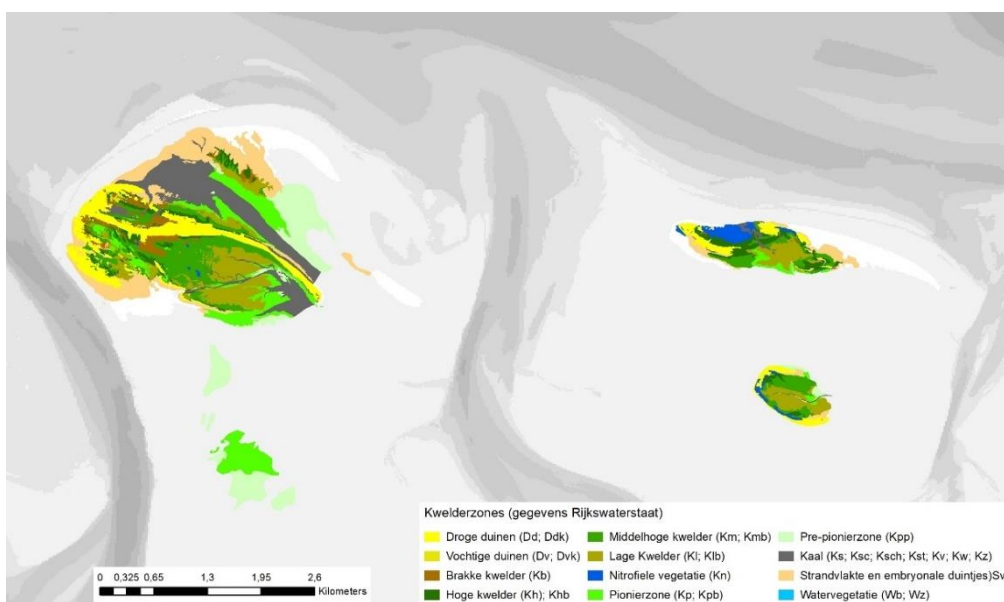 Kwelderzones (gegevens Rijkswaterstaat)
Droge duinen (Dd; Ddk)
Vochtige duinen (Dv; Dvk)
Brakke kwelder (Kb)
Hoge kwelder (Kh); Khb
Middelhoge kwelder (Km; Kmb)
Lage Kwelder (Kl; Klb)
Nitrofiele vegetatie (Kn)
Pionierzone (Kp; Kpb)
Pre-pionierzone (Kpp)
Kaal (Ks; Ksc; Ksch; Kst; Kv; Kw; Kz)
Strandvlakte en embryonale duintjes)Sv
Watervegetatie (Wb; Wz)
0 0,325 0,65 1,3 1,95 2,6
Kilometers